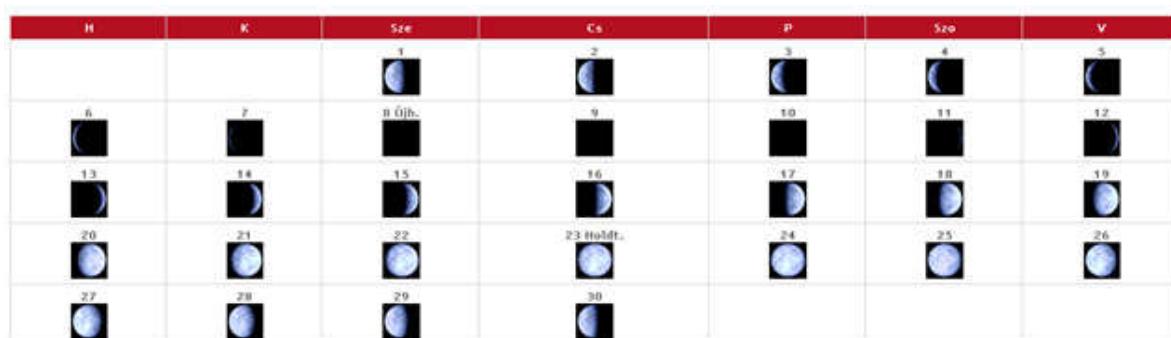 H K Sze Cs P Szo V
1 2 3 4 5
6 7 8 Újh. 9 10 11 12
13 14 15 16 17 18 19
20 21 22 23 Holdt. 24 25 26
27 28 29 30